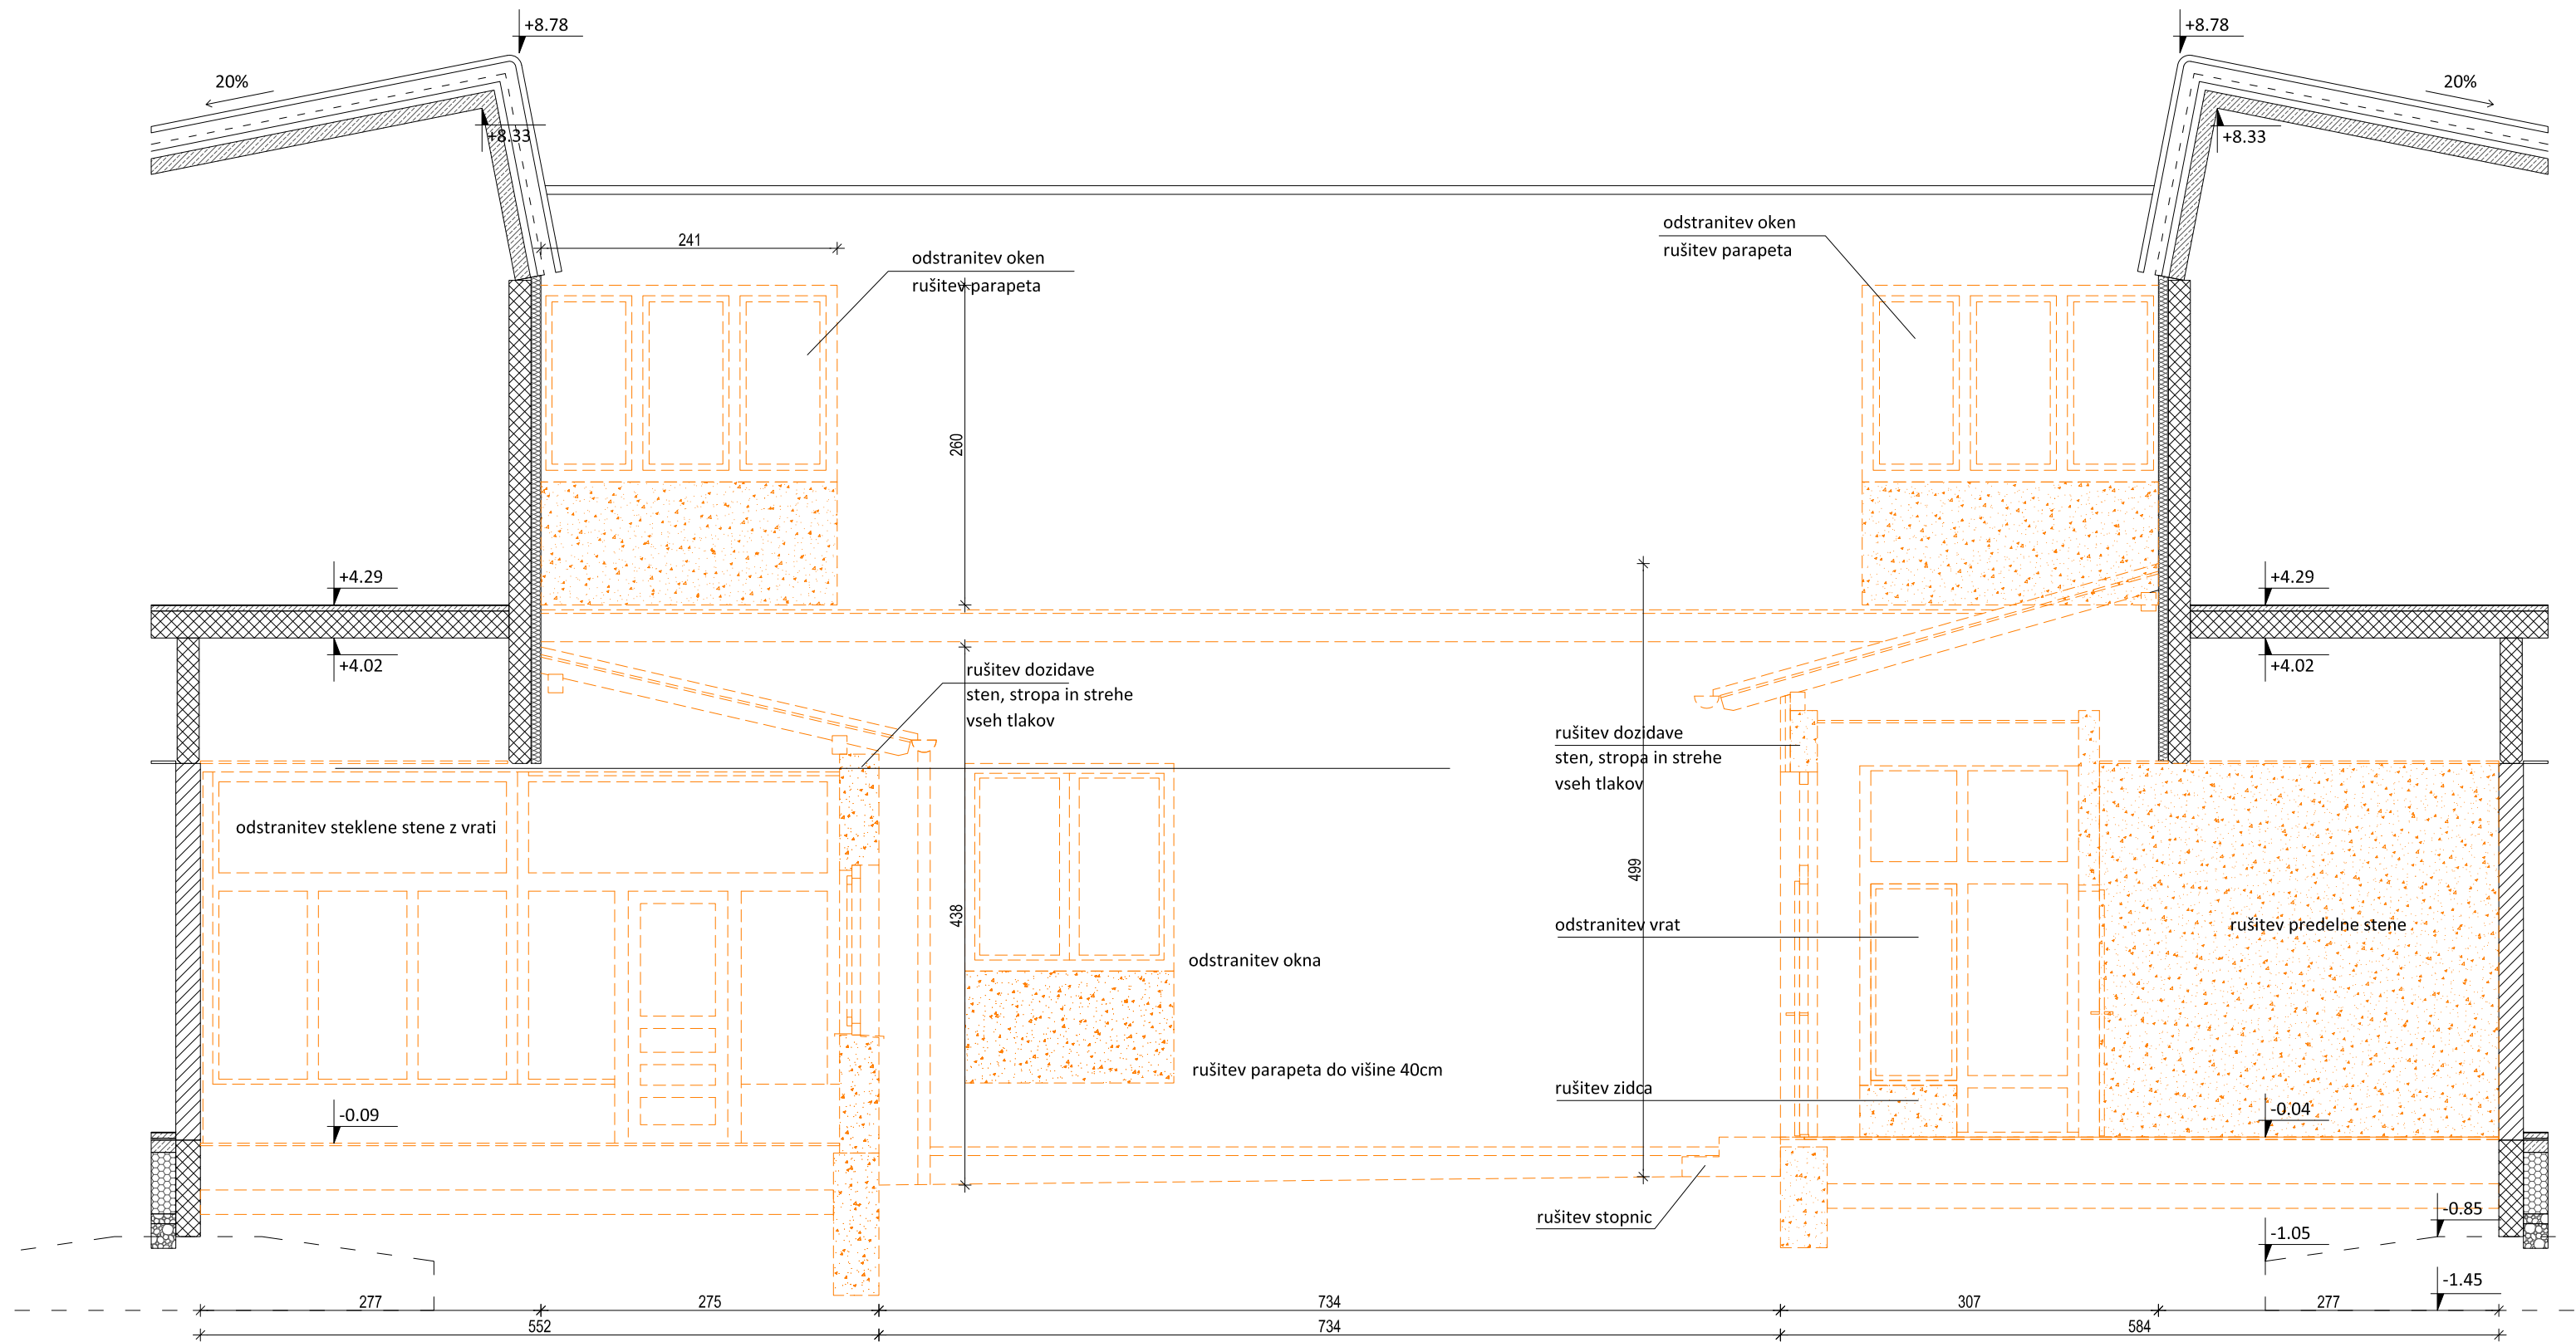 +8.78
+8.78
20%
20%
+8.33
+8.33
odstranitev oken
rušitev parapeta
241
odstranitev oken
rušitev parapeta
260
+4.29
+4.29
+4.02
+4.02
rušitev dozidave
sten, stropa in strehe
vseh tlakov
rušitev dozidave
sten, stropa in strehe
vseh tlakov
odstranitev steklene stene z vrati
499
438
odstranitev vrat
rušitev predelne stene
odstranitev okna
rušitev parapeta do višine 40cm
rušitev zidca
-0.09
-0.04
rušitev stopnic
-0.85
-1.05
-1.45
277
275
734
307
277
552
734
584